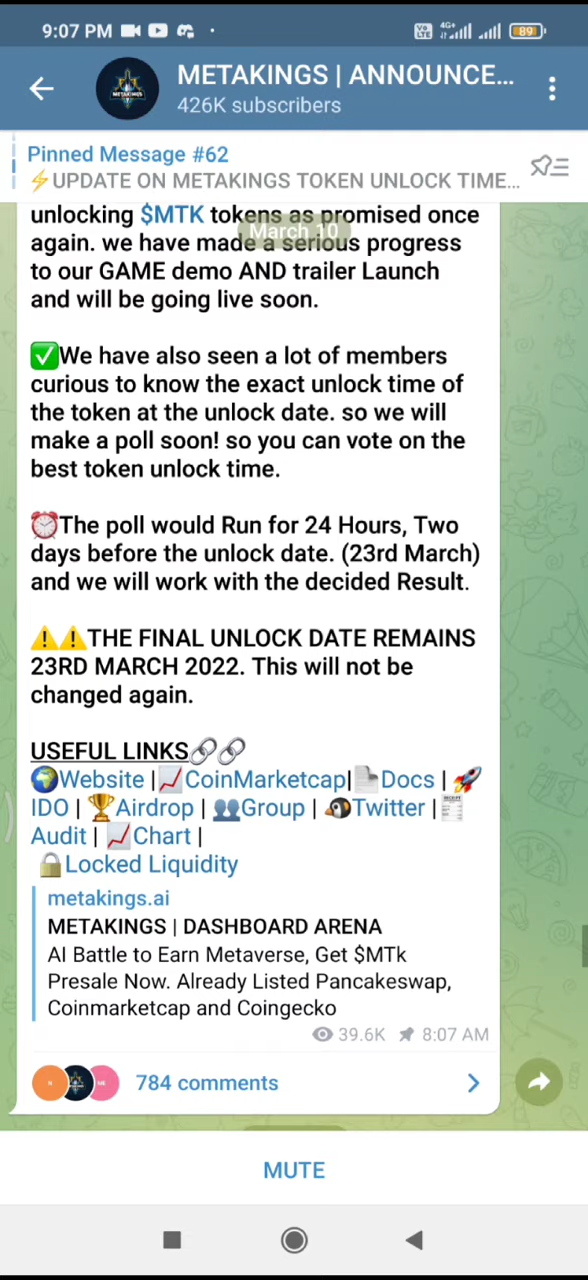 9:07 PM
VO LTE 4G+ 89
METAKINGS | ANNOUNCE...
426K subscribers
Pinned Message #62
⚡UPDATE ON METAKINGS TOKEN UNLOCK TIME...
unlocking $MTK tokens as promised once
March 10
again. we have made a serious progress
to our GAME demo AND trailer Launch
and will be going live soon.
✅We have also seen a lot of members
curious to know the exact unlock time of
the token at the unlock date. so we will
make a poll soon! so you can vote on the
best token unlock time.
⏰The poll would Run for 24 Hours, Two
days before the unlock date. (23rd March)
and we will work with the decided Result.
⚠️⚠️THE FINAL UNLOCK DATE REMAINS
23RD MARCH 2022. This will not be
changed again.
USEFUL LINKS🔗🔗
🌍Website |📈CoinMarketcap|📄Docs | 🚀
IDO | 🏆Airdrop | 👥Group | 🐧Twitter |🧾
Audit | 📈Chart |
🔒Locked Liquidity
metakings.ai
METAKINGS | DASHBOARD ARENA
AI Battle to Earn Metaverse, Get $MTk
Presale Now. Already Listed Pancakeswap,
Coinmarketcap and Coingecko
39.6K 8:07 AM
784 comments
MUTE